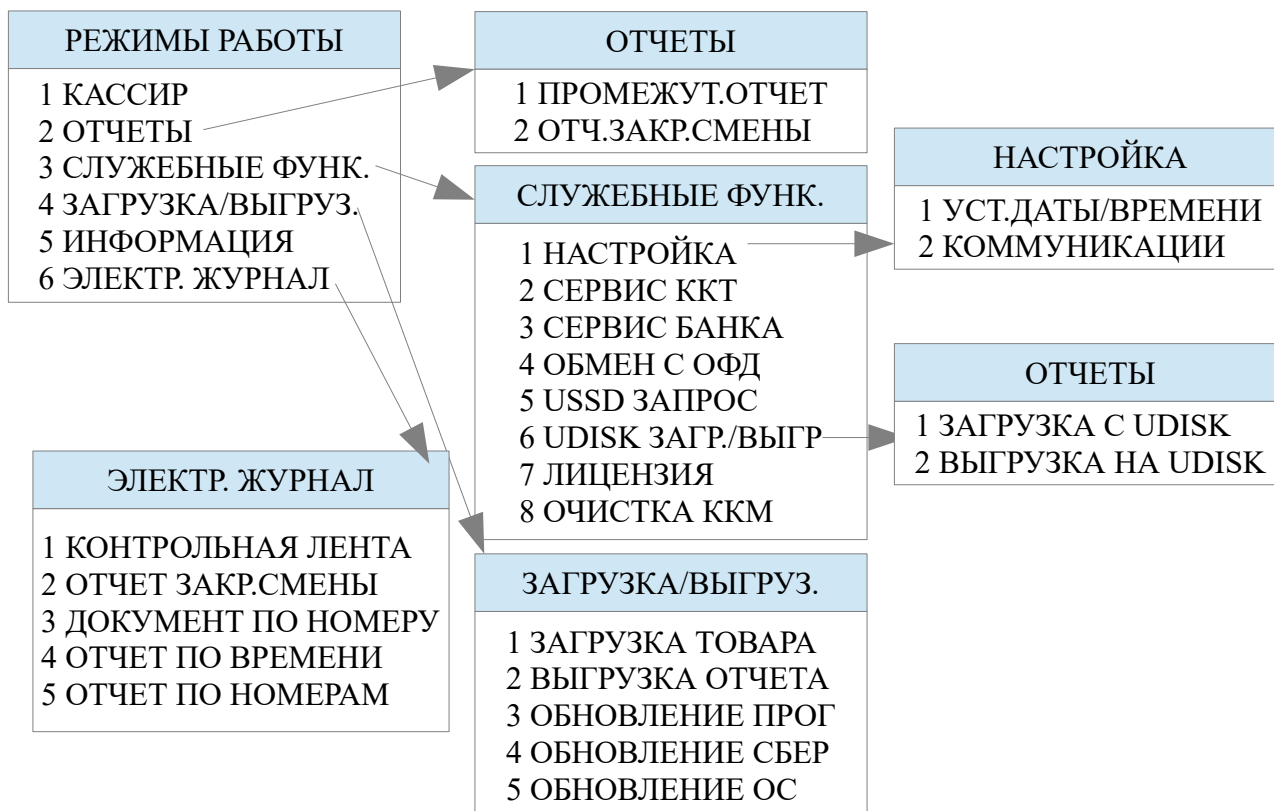 РЕЖИМЫ РАБОТЫ
1 КАССИР
2 ОТЧЕТЫ
3 СЛУЖЕБНЫЕ ФУНК.
4 ЗАГРУЗКА/ВЫГРУЗ.
5 ИНФОРМАЦИЯ
6 ЭЛЕКТР. ЖУРНАЛ
ОТЧЕТЫ
1 ПРОМЕЖУТ.ОТЧЕТ
2 ОТЧ.ЗАКР.СМЕНЫ
СЛУЖЕБНЫЕ ФУНК.
1 НАСТРОЙКА
2 СЕРВИС ККТ
3 СЕРВИС БАНКА
4 ОБМЕН С ОФД
5 USSD ЗАПРОС
6 UDISK ЗАГР./ВЫГР
7 ЛИЦЕНЗИЯ
8 ОЧИСТКА ККМ
НАСТРОЙКА
1 УСТ.ДАТЫ/ВРЕМЕНИ
2 КОММУНИКАЦИИ
ОТЧЕТЫ
1 ЗАГРУЗКА С UDISK
2 ВЫГРУЗКА НА UDISK
ЭЛЕКТР. ЖУРНАЛ
1 КОНТРОЛЬНАЯ ЛЕНТА
2 ОТЧЕТ ЗАКР.СМЕНЫ
3 ДОКУМЕНТ ПО НОМЕРУ
4 ОТЧЕТ ПО ВРЕМЕНИ
5 ОТЧЕТ ПО НОМЕРАМ
ЗАГРУЗКА/ВЫГРУЗ.
1 ЗАГРУЗКА ТОВАРА
2 ВЫГРУЗКА ОТЧЕТА
3 ОБНОВЛЕНИЕ ПРОГ
4 ОБНОВЛЕНИЕ СБЕР
5 ОБНОВЛЕНИЕ ОС